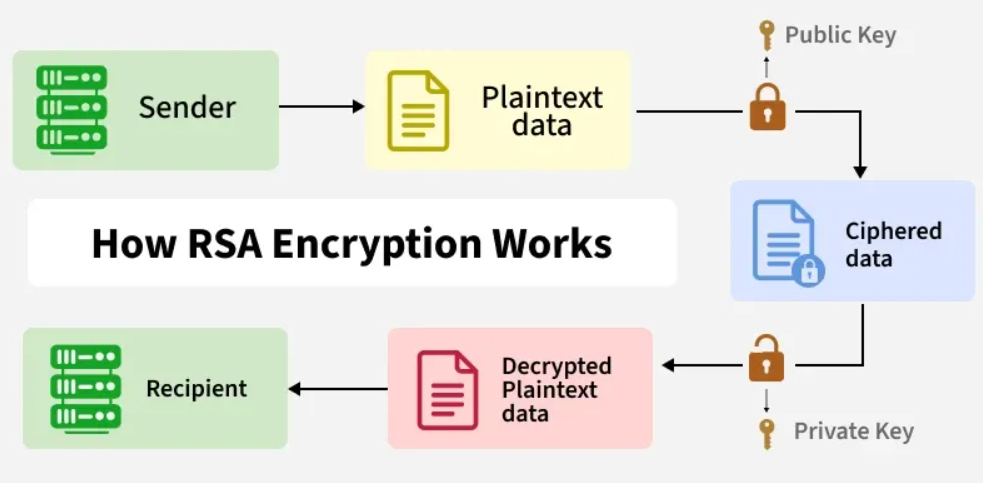 Public Key
Sender
Plaintext
data
How RSA Encryption Works
Ciphered
data
Recipient
Decrypted
Plaintext
data
Private Key